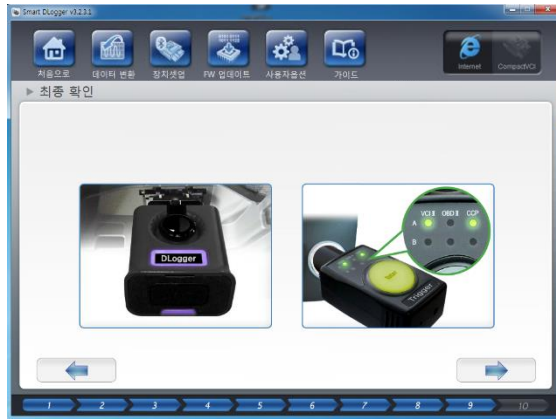 Smart DLogger v3.2.3.1
처음으로 데이터 변환 장치셋업 FW 업데이트 사용자옵션 가이드 Internet CompactVCI
▶ 최종 확인
DLogger
VCI II OBD II CCP
A
B
Trigger
1 2 3 4 5 6 7 8 9 10